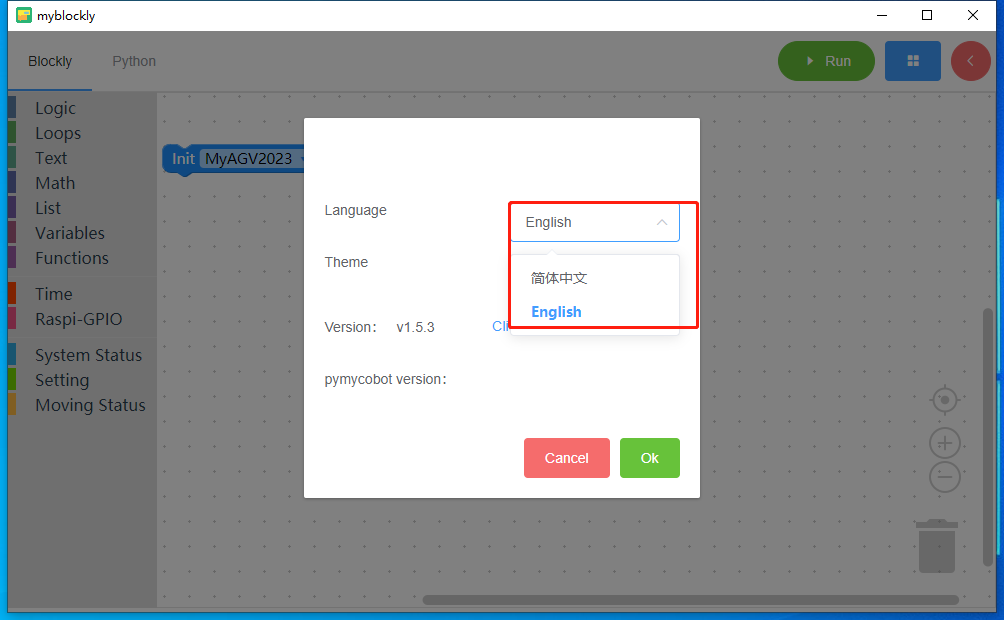 myblockly
Blockly
Python
Run
Logic
Loops
Text
Math
List
Variables
Functions
Time
Raspi-GPIO
System Status
Setting
Moving Status
Init MyAGV2023
Language
English
简体中文
English
Theme
Version： v1.5.3
Cli
pymycobot version：
Cancel
Ok